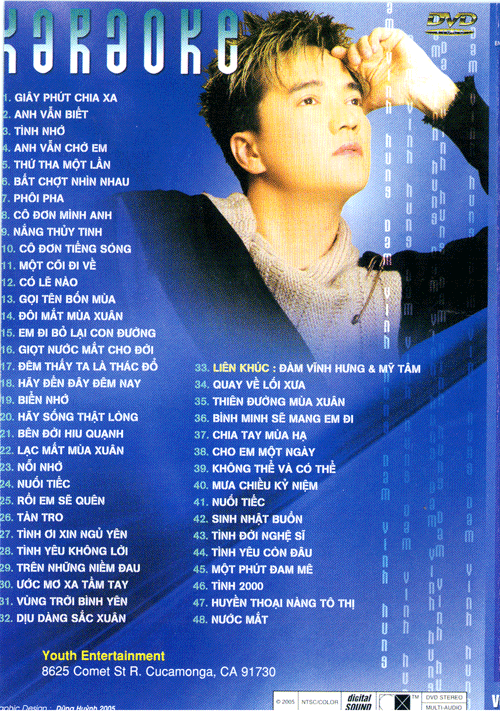 KARAOKE
DVD
1. GIÂY PHÚT CHIA XA
2. ANH VẪN BIẾT
3. TÌNH NHỚ
4. ANH VẪN CHỜ EM
5. THỨ THA MỘT LẦN
6. BẤT CHỢT NHÌN NHAU
7. PHÔI PHA
8. CÔ ĐƠN MÌNH ANH
9. NẮNG THỦY TINH
10. CÔ ĐƠN TIẾNG SÓNG
11. MỘT CÕI ĐI VỀ
12. CÓ LẼ NÀO
13. GỌI TÊN BỐN MÙA
14. ĐÔI MẮT MÙA XUÂN
15. EM ĐI BỎ LẠI CON ĐƯỜNG
16. GIỌT NƯỚC MẮT CHO ĐỜI
17. ĐÊM THẤY TA LÀ THÁC ĐỔ
18. HÃY ĐẾN ĐÂY ĐÊM NAY
19. BIỂN NHỚ
20. HÃY SỐNG THẬT LÒNG
21. BÊN ĐỜI HIU QUẠNH
22. LẠC MẤT MÙA XUÂN
23. NỖI NHỚ
24. NUỐI TIẾC
25. RỒI EM SẼ QUÊN
26. TÀN TRO
27. TÌNH ƠI XIN NGỦ YÊN
28. TÌNH YÊU KHÔNG LỜI
29. TRÊN NHỮNG NIỀM ĐAU
30. ƯỚC MƠ XA TẦM TAY
31. VÙNG TRỜI BÌNH YÊN
32. DỊU DÀNG SẮC XUÂN
33. LIÊN KHÚC : ĐÀM VĨNH HƯNG & MỸ TÂM
34. QUAY VỀ LỐI XƯA
35. THIÊN ĐƯỜNG MÙA XUÂN
36. BÌNH MINH SẼ MANG EM ĐI
37. CHIA TAY MÙA HẠ
38. CHO EM MỘT NGÀY
39. KHÔNG THỂ VÀ CÓ THỂ
40. MƯA CHIỀU KỶ NIỆM
41. NUỐI TIẾC
42. SINH NHẬT BUỒN
43. TÌNH ĐỜI NGHỆ SĨ
44. TÌNH YÊU CÒN ĐÂU
45. MỘT PHÚT ĐAM MÊ
46. TÌNH 2000
47. HUYỀN THOẠI NÀNG TÔ THỊ
48. NƯỚC MẮT
Youth Entertainment
8625 Comet St R. Cucamonga, CA 91730
Graphic Design : Dũng Huỳnh 2005
© 2005
NTSC/COLOR
digital SOUND
DVD STEREO
MULTI-AUDIO